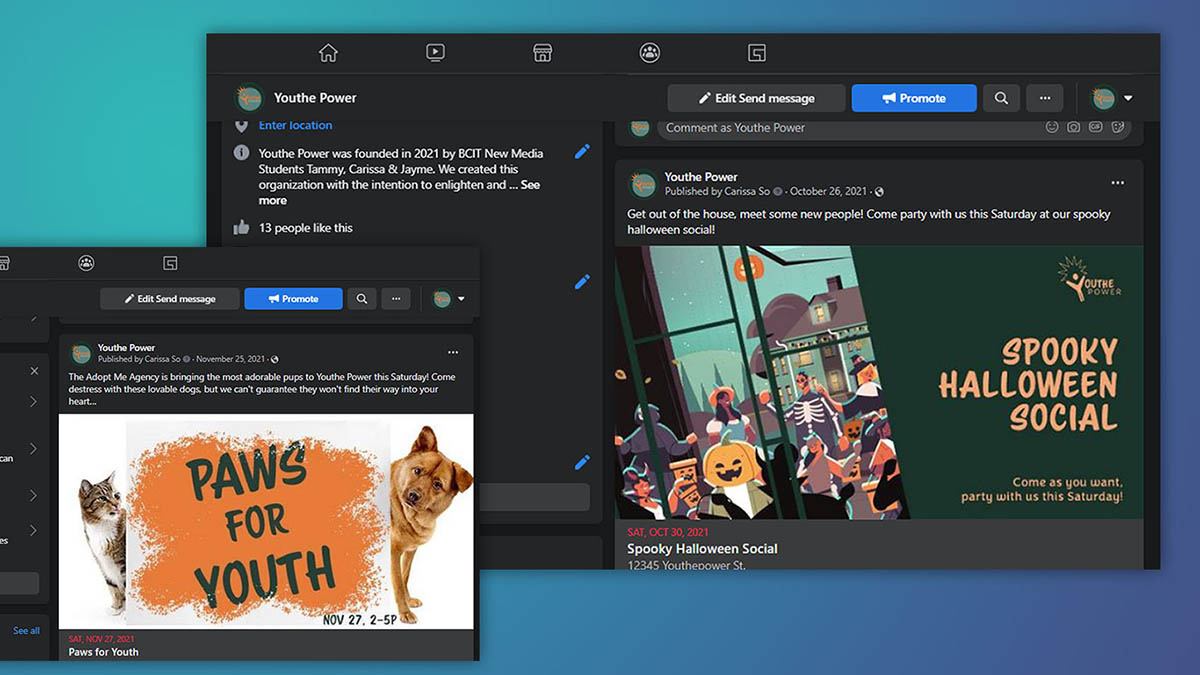 Youthe Power
Edit Send message
Promote
Enter location
Youthe Power was founded in 2021 by BCIT New Media
Students Tammy, Carissa & Jayme. We created this
organization with the intention to enlighten and ... See
more
13 people like this
Comment as Youthe Power
GIF
Youthe Power
Published by Carissa So · October 26, 2021 ·
Get out of the house, meet some new people! Come party with us this Saturday at our spooky
halloween social!
YOUTHE
POWER
SPOOKY
HALLOWEEN
SOCIAL
Come as you want,
party with us this Saturday!
SAT, OCT 30, 2021
Spooky Halloween Social
12345 Youthepower St.
Edit Send message
Promote
Youthe Power
Published by Carissa So · November 25, 2021 ·
The Adopt Me Agency is bringing the most adorable pups to Youthe Power this Saturday! Come
destress with these lovable dogs, but we can't guarantee they won't find their way into your
heart...
can
es
See all
PAWS
FOR
YOUTH
NOV 27, 2-5P
SAT, NOV 27, 2021
Paws for Youth